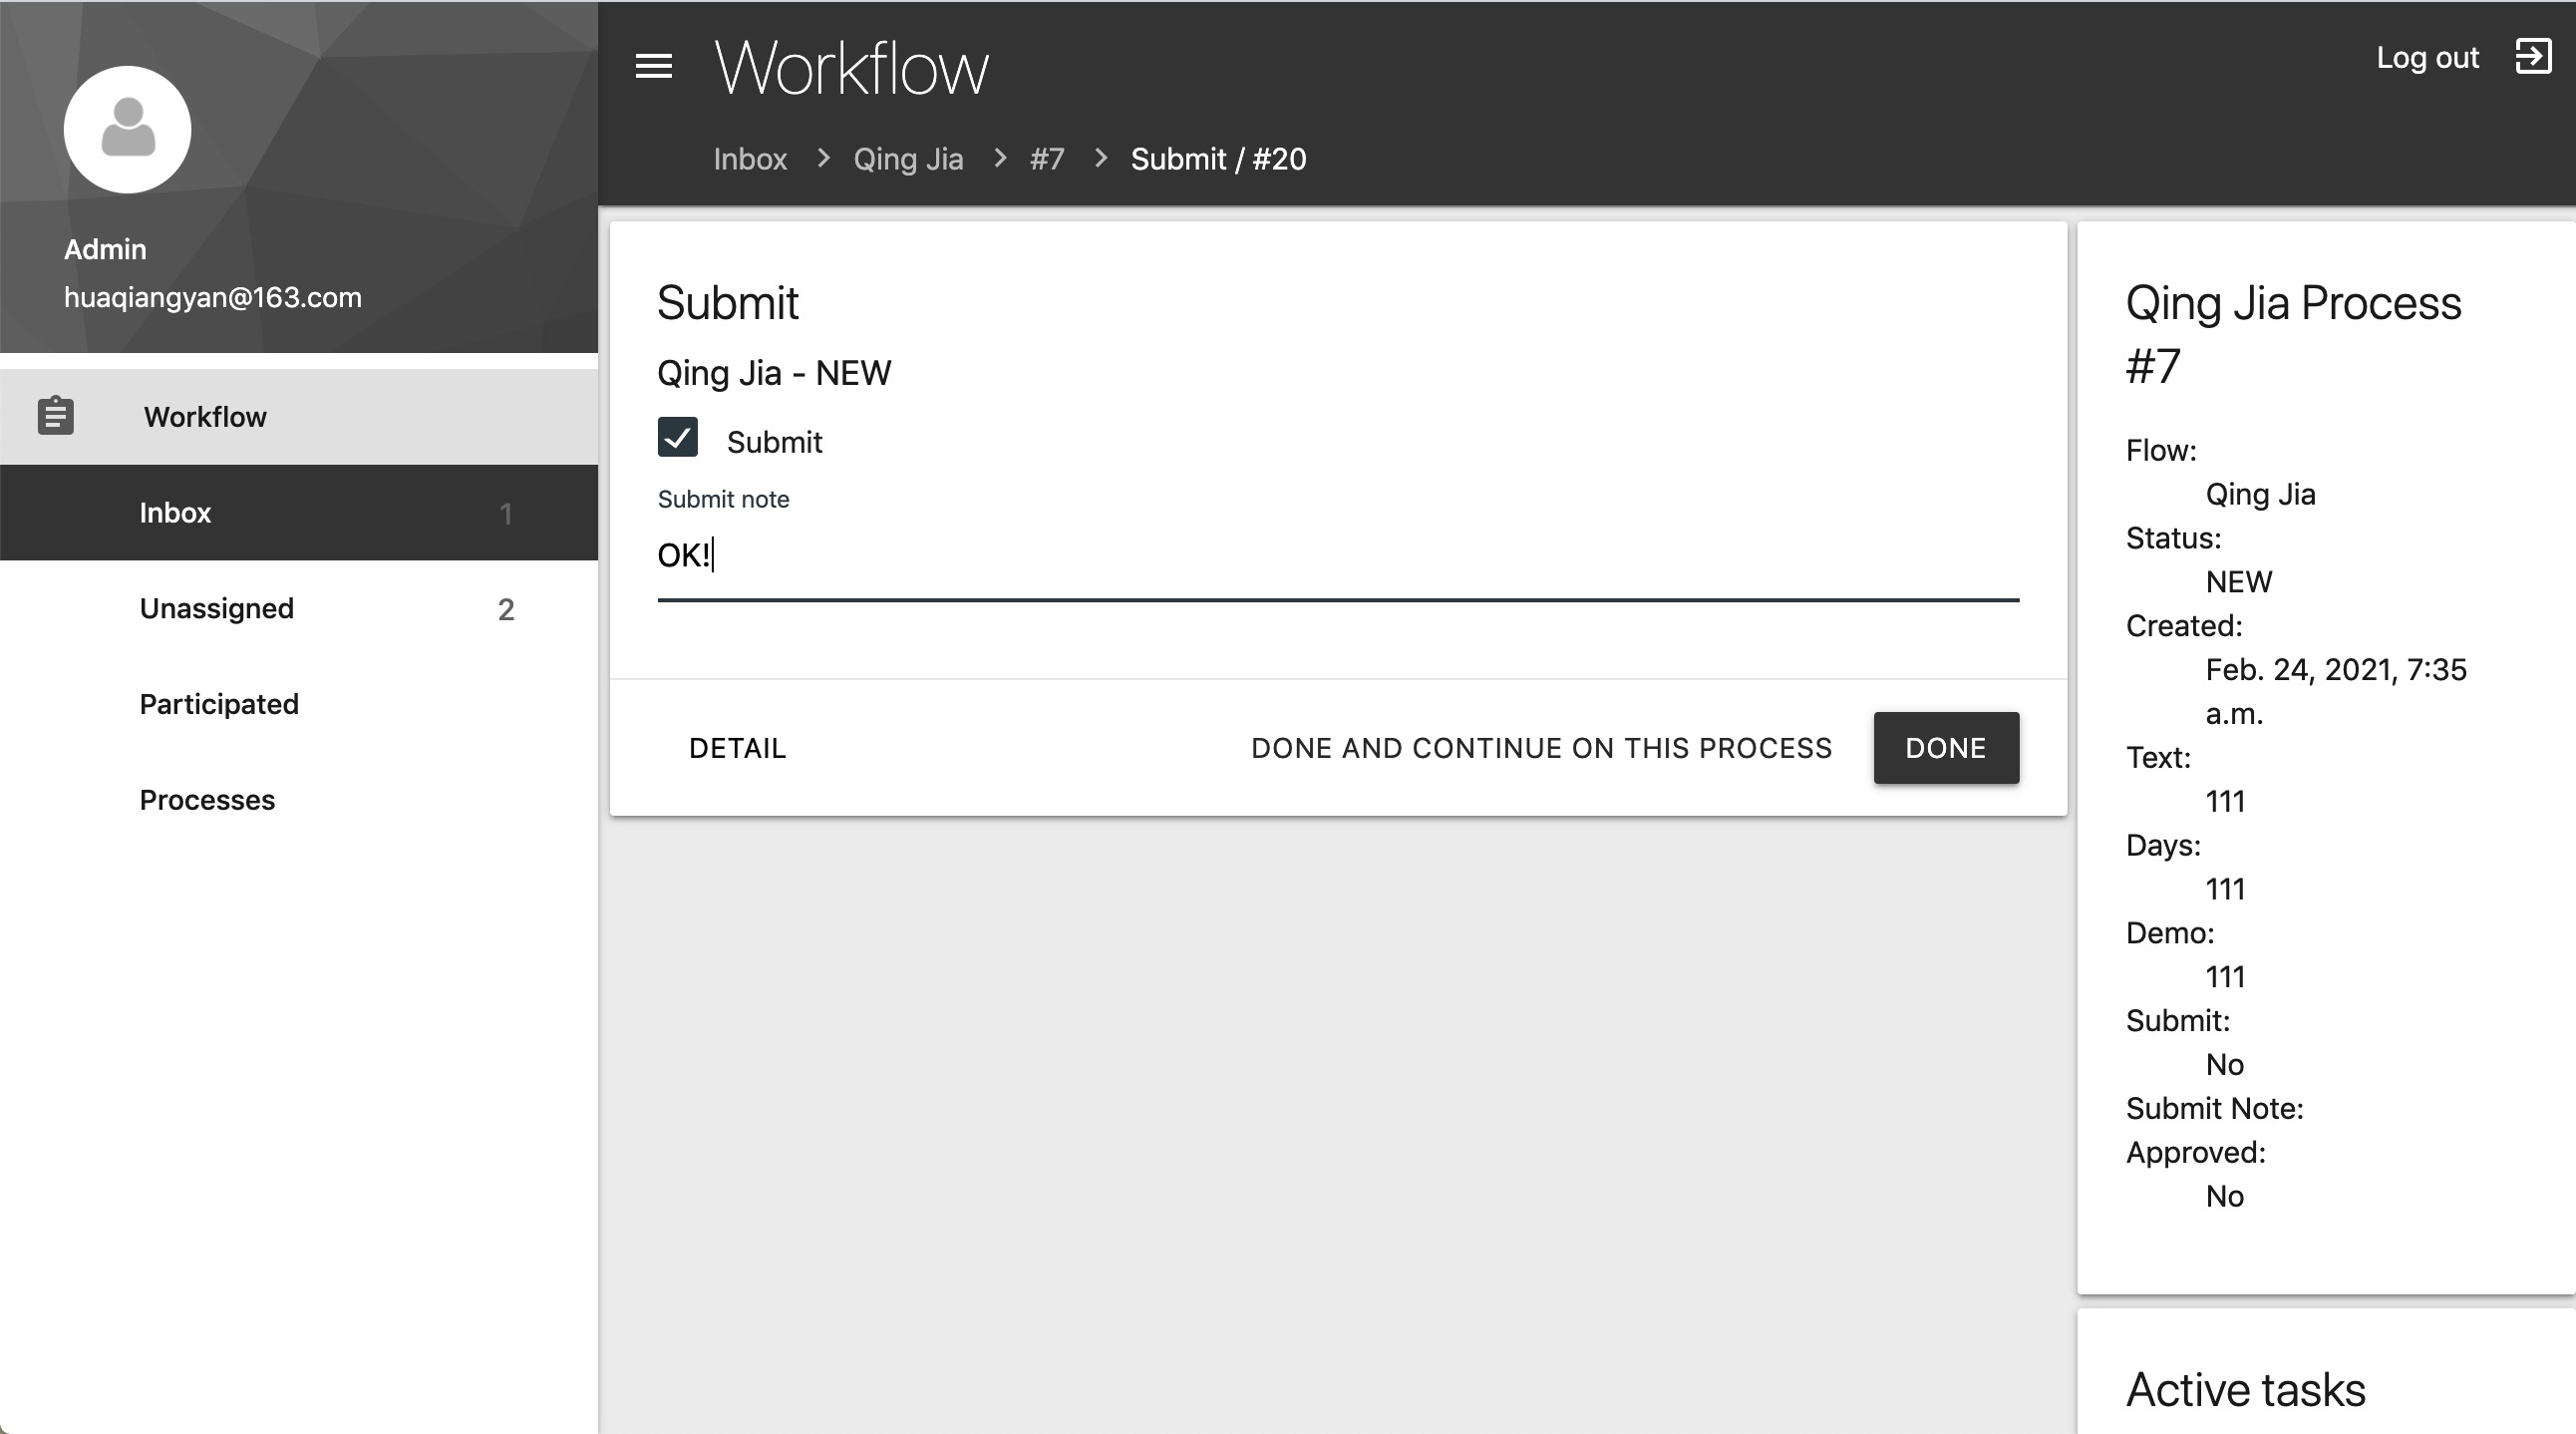 Admin
huaqiangyan@163.com
Workflow
Inbox 1
Unassigned 2
Participated
Processes
Workflow
Log out
Inbox > Qing Jia > #7 > Submit / #20
Submit
Qing Jia - NEW
Submit
Submit note
OK!
DETAIL
DONE AND CONTINUE ON THIS PROCESS
DONE
Qing Jia Process
#7
Flow:
Qing Jia
Status:
NEW
Created:
Feb. 24, 2021, 7:35
a.m.
Text:
111
Days:
111
Demo:
111
Submit:
No
Submit Note:
Approved:
No
Active tasks